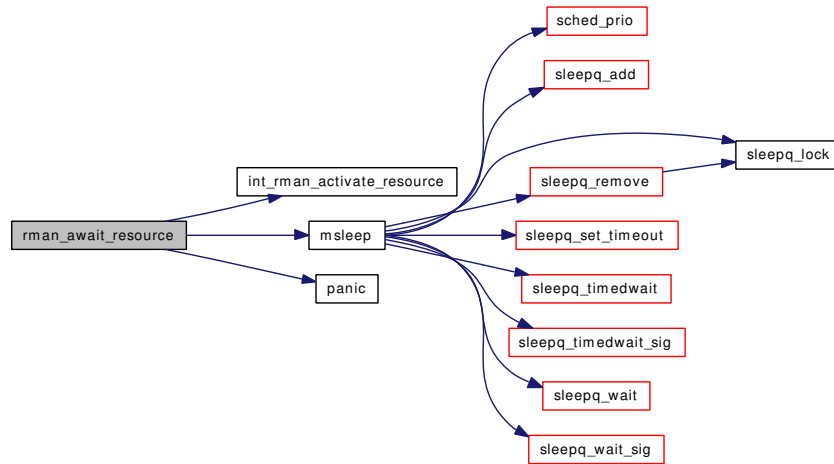 rman_await_resource
int_rman_activate_resource
msleep
panic
sched_prio
sleepq_add
sleepq_remove
sleepq_set_timeout
sleepq_timedwait
sleepq_timedwait_sig
sleepq_wait
sleepq_wait_sig
sleepq_lock